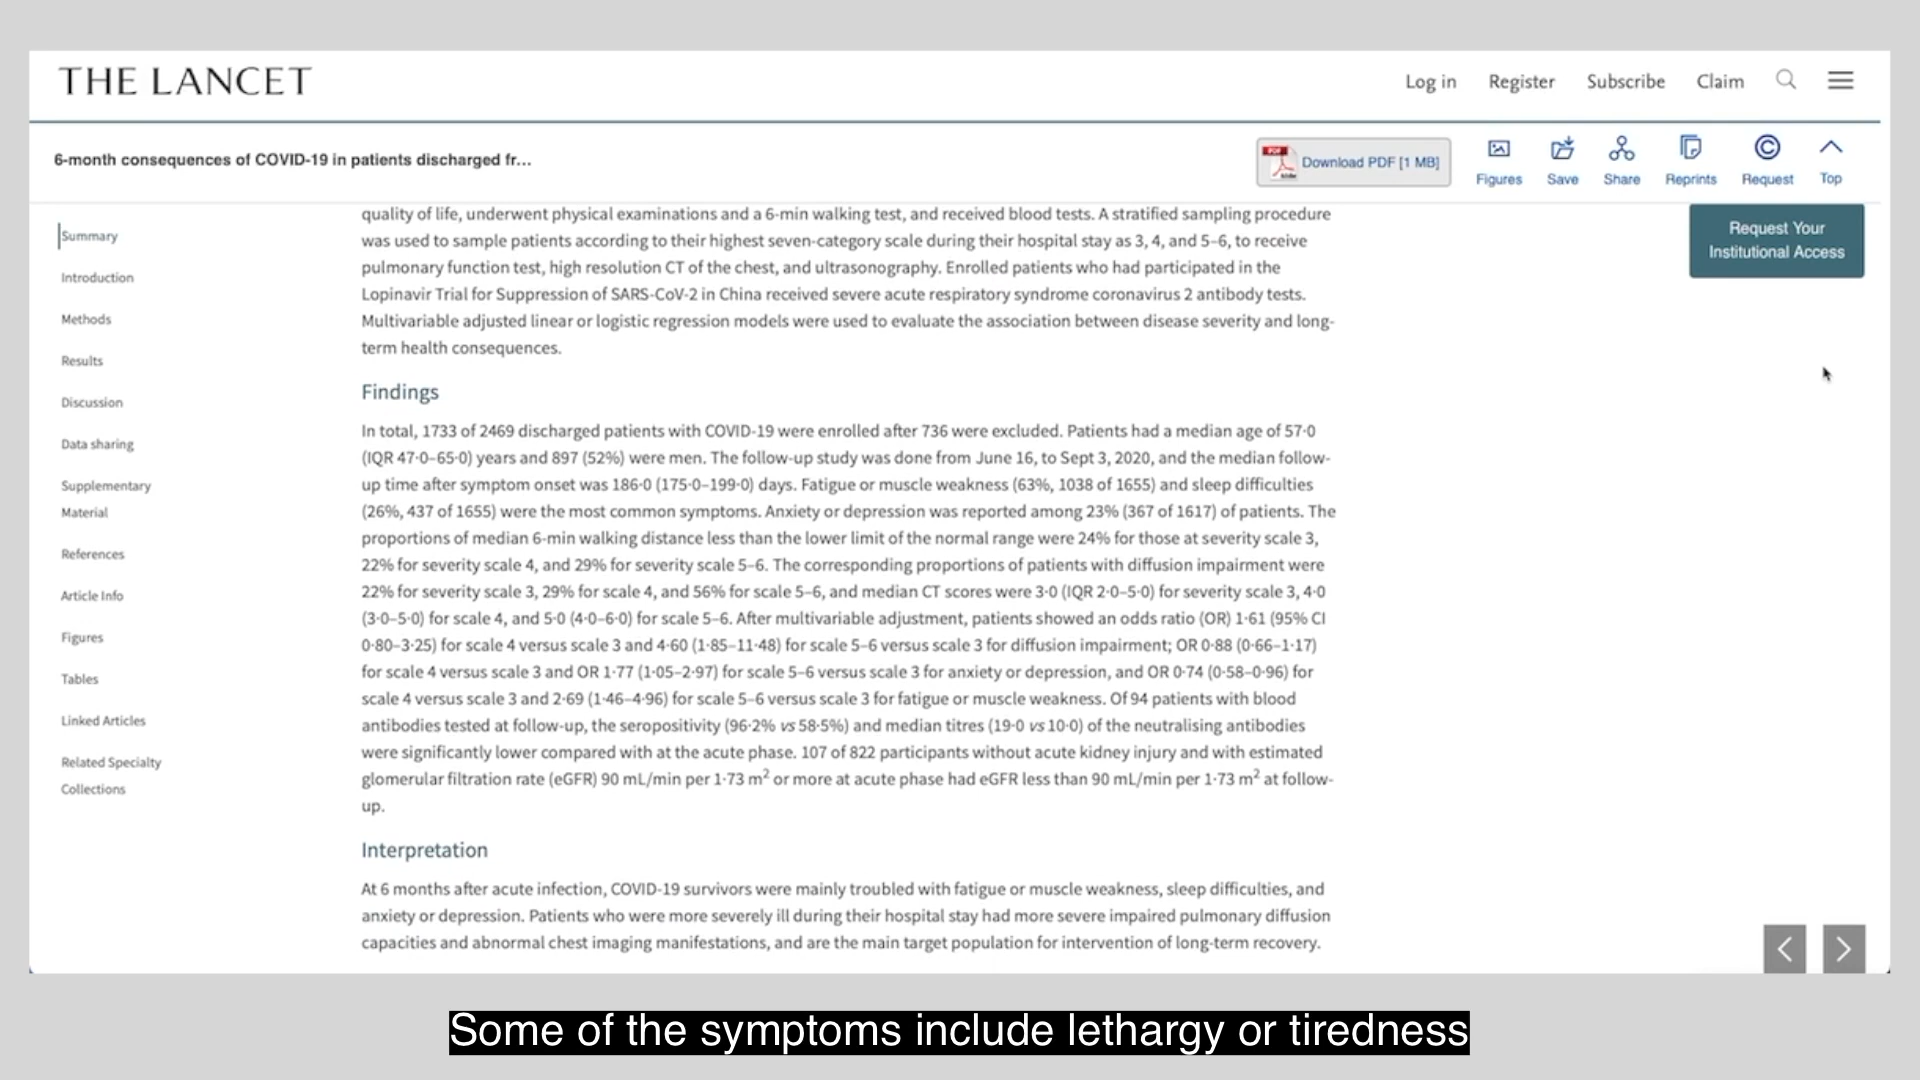 THE LANCET
Log in
Register
Subscribe
Claim
6-month consequences of COVID-19 in patients discharged fr...
Download PDF [1 MB]
Figures
Save
Share
Reprints
Request
Top
Request Your
Institutional Access
Summary
Introduction
Methods
Results
Discussion
Data sharing
Supplementary
Material
References
Article Info
Figures
Tables
Linked Articles
Related Specialty
Collections
quality of life, underwent physical examinations and a 6-min walking test, and received blood tests. A stratified sampling procedure
was used to sample patients according to their highest seven-category scale during their hospital stay as 3, 4, and 5–6, to receive
pulmonary function test, high resolution CT of the chest, and ultrasonography. Enrolled patients who had participated in the
Lopinavir Trial for Suppression of SARS-CoV-2 in China received severe acute respiratory syndrome coronavirus 2 antibody tests.
Multivariable adjusted linear or logistic regression models were used to evaluate the association between disease severity and long-
term health consequences.
Findings
In total, 1733 of 2469 discharged patients with COVID-19 were enrolled after 736 were excluded. Patients had a median age of 57·0
(IQR 47·0–65·0) years and 897 (52%) were men. The follow-up study was done from June 16, to Sept 3, 2020, and the median follow-
up time after symptom onset was 186·0 (175·0–199·0) days. Fatigue or muscle weakness (63%, 1038 of 1655) and sleep difficulties
(26%, 437 of 1655) were the most common symptoms. Anxiety or depression was reported among 23% (367 of 1617) of patients. The
proportions of median 6-min walking distance less than the lower limit of the normal range were 24% for those at severity scale 3,
22% for severity scale 4, and 29% for severity scale 5–6. The corresponding proportions of patients with diffusion impairment were
22% for severity scale 3, 29% for scale 4, and 56% for scale 5–6, and median CT scores were 3·0 (IQR 2·0–5·0) for severity scale 3, 4·0
(3·0–5·0) for scale 4, and 5·0 (4·0–6·0) for scale 5–6. After multivariable adjustment, patients showed an odds ratio (OR) 1·61 (95% CI
0·80–3·25) for scale 4 versus scale 3 and 4·60 (1·85–11·48) for scale 5–6 versus scale 3 for diffusion impairment; OR 0·88 (0·66–1·17)
for scale 4 versus scale 3 and OR 1·77 (1·05–2·97) for scale 5–6 versus scale 3 for anxiety or depression, and OR 0·74 (0·58–0·96) for
scale 4 versus scale 3 and 2·69 (1·46–4·96) for scale 5–6 versus scale 3 for fatigue or muscle weakness. Of 94 patients with blood
antibodies tested at follow-up, the seropositivity (96·2% vs 58·5%) and median titres (19·0 vs 10·0) of the neutralising antibodies
were significantly lower compared with at the acute phase. 107 of 822 participants without acute kidney injury and with estimated
glomerular filtration rate (eGFR) 90 mL/min per 1·73 m² or more at acute phase had eGFR less than 90 mL/min per 1·73 m² at follow-
up.
Interpretation
At 6 months after acute infection, COVID-19 survivors were mainly troubled with fatigue or muscle weakness, sleep difficulties, and
anxiety or depression. Patients who were more severely ill during their hospital stay had more severe impaired pulmonary diffusion
capacities and abnormal chest imaging manifestations, and are the main target population for intervention of long-term recovery.
Some of the symptoms include lethargy or tiredness